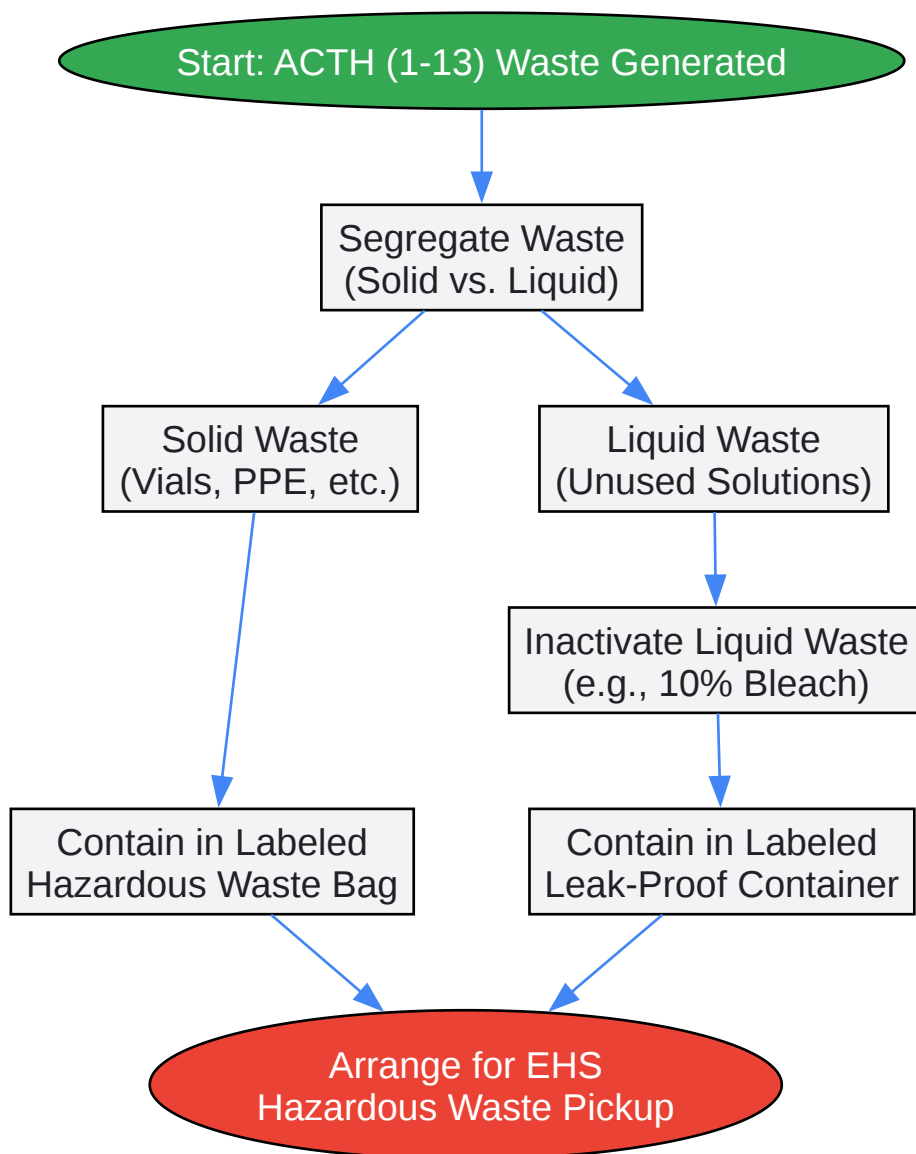 Start: ACTH (1-13) Waste Generated
Segregate Waste
(Solid vs. Liquid)
Solid Waste
(Vials, PPE, etc.)
Liquid Waste
(Unused Solutions)
Inactivate Liquid Waste
(e.g., 10% Bleach)
Contain in Labeled
Hazardous Waste Bag
Contain in Labeled
Leak-Proof Container
Arrange for EHS
Hazardous Waste Pickup